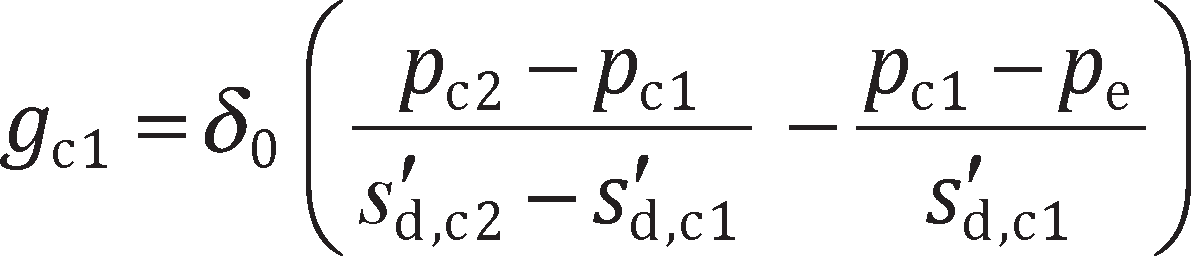 g_c1 = δ_0 ( (p_c2 − p_c1) / (s′_d,c2 − s′_d,c1) − (p_c1 − p_e) / s′_d,c1 )